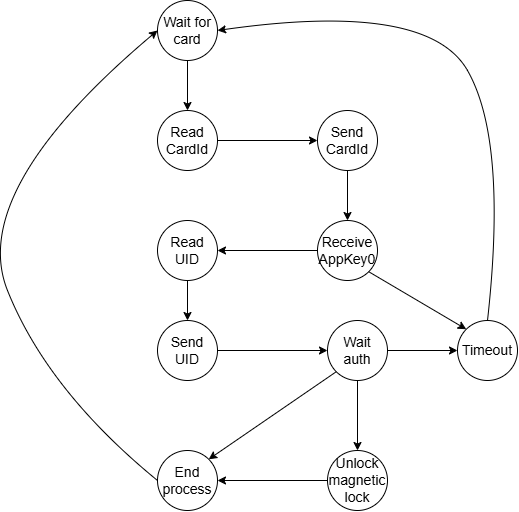 Wait for
card
Read
CardId
Send
CardId
Read
UID
Receive
AppKey0
Send
UID
Wait
auth
Timeout
End
process
Unlock
magnetic
lock